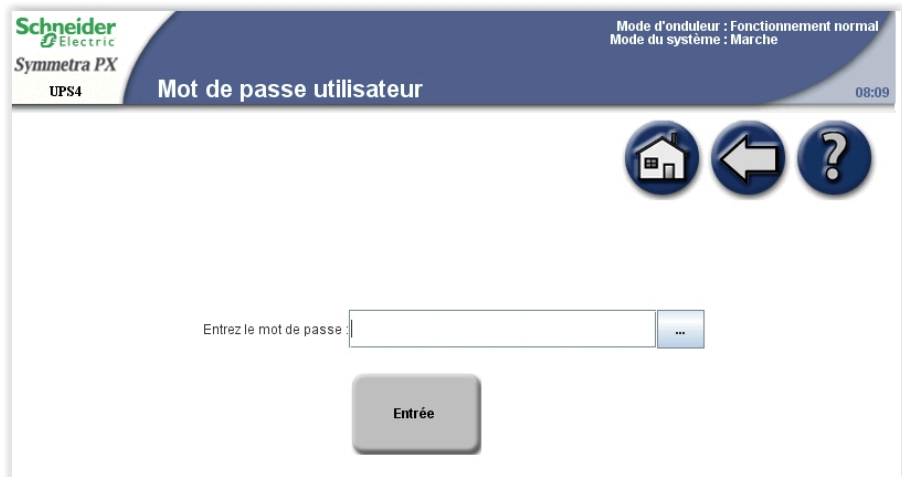 Schneider
Electric
Symmetra PX
UPS4
Mot de passe utilisateur
Mode d'onduleur : Fonctionnement normal
Mode du système : Marche
08:09
?
Entrez le mot de passe :
...
Entrée